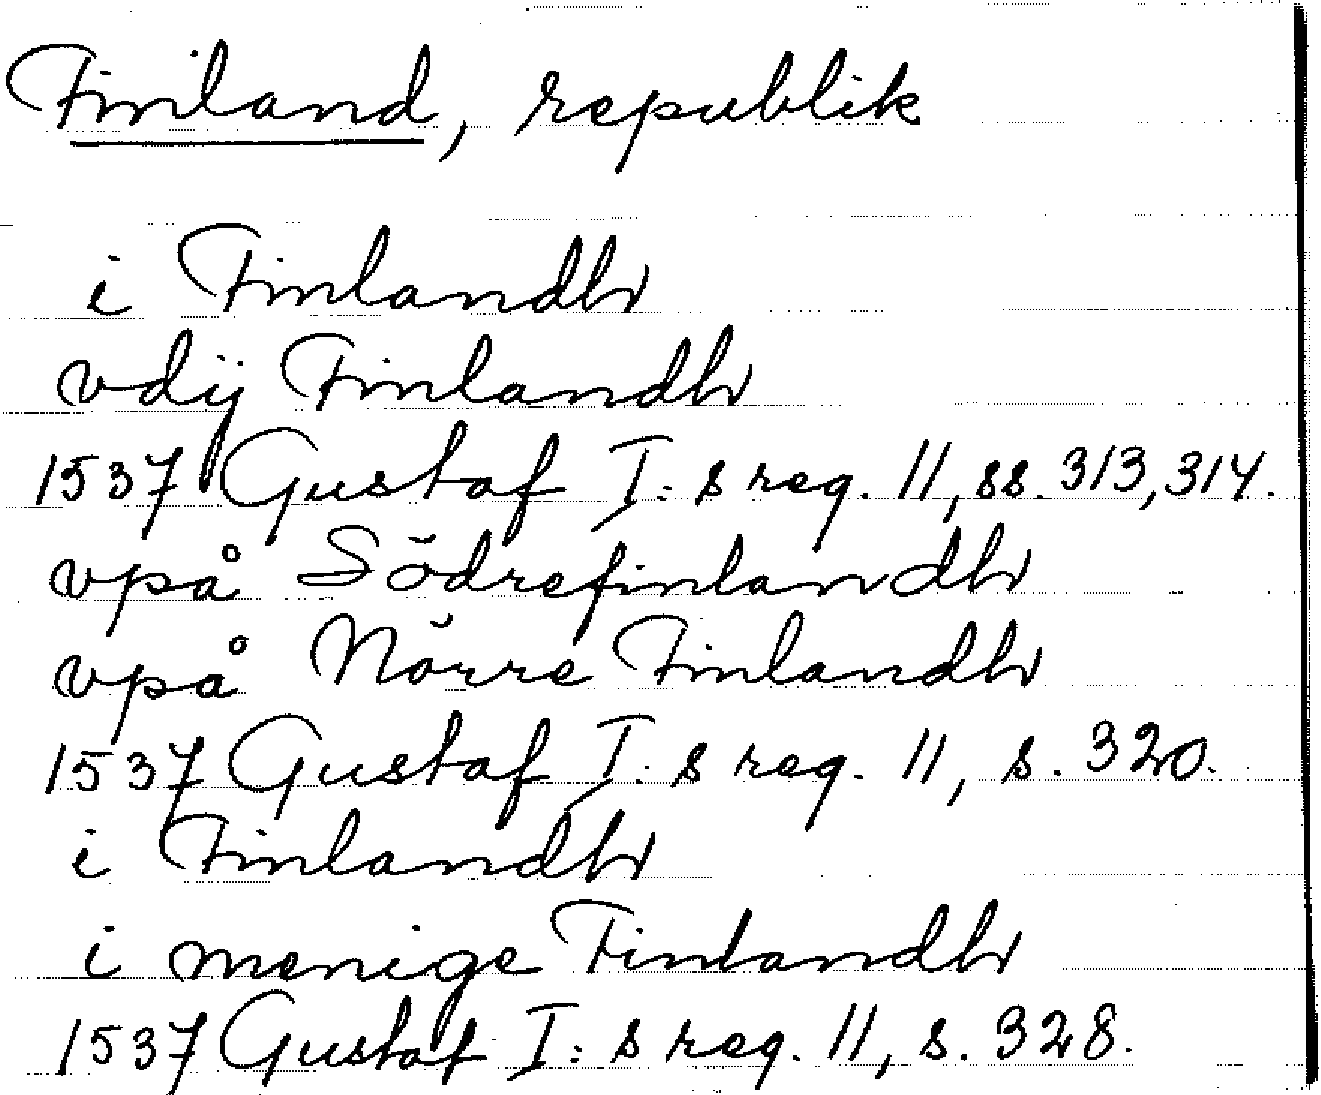 Finland, republik
i Finlandh
vdij Finlandh
1537 Gustaf I:s reg. 11, ss. 313, 314.
vpå Södrefinlandh
vpå Nörre Finlandh
1537 Gustaf I:s reg. 11, s. 320.
i Finlandh
i menige Finlandh
1537 Gustaf I:s reg. 11, s. 328.